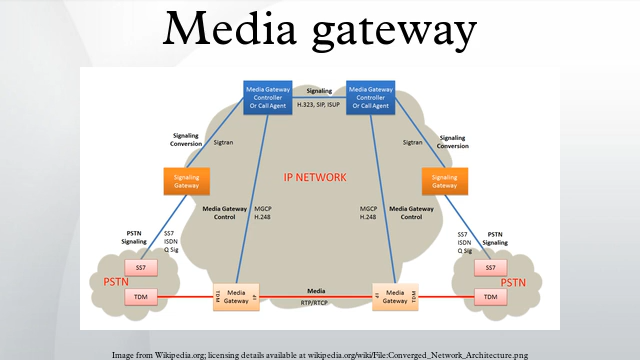 Media gateway
Media Gateway
Controller
Or Call Agent
Signaling
H.323, SIP, ISUP
Media Gateway
Controller
Or Call Agent
Signaling
Conversion
Sigtran
Sigtran
Signaling
Conversion
Signaling
Gateway
IP NETWORK
Signaling
Gateway
Media Gateway
Control
MGCP
H.248
MGCP
H.248
Media Gateway
Control
PSTN
Signaling
SS7
ISDN
Q Sig
SS7
ISDN
Q Sig
PSTN
Signaling
SS7
PSTN
TDM
TDM
Media
Gateway
IP
Media
RTP/RTCP
IP
Media
Gateway
TDM
SS7
PSTN
TDM
Image from Wikipedia.org; licensing details available at wikipedia.org/wiki/File:Converged_Network_Architecture.png